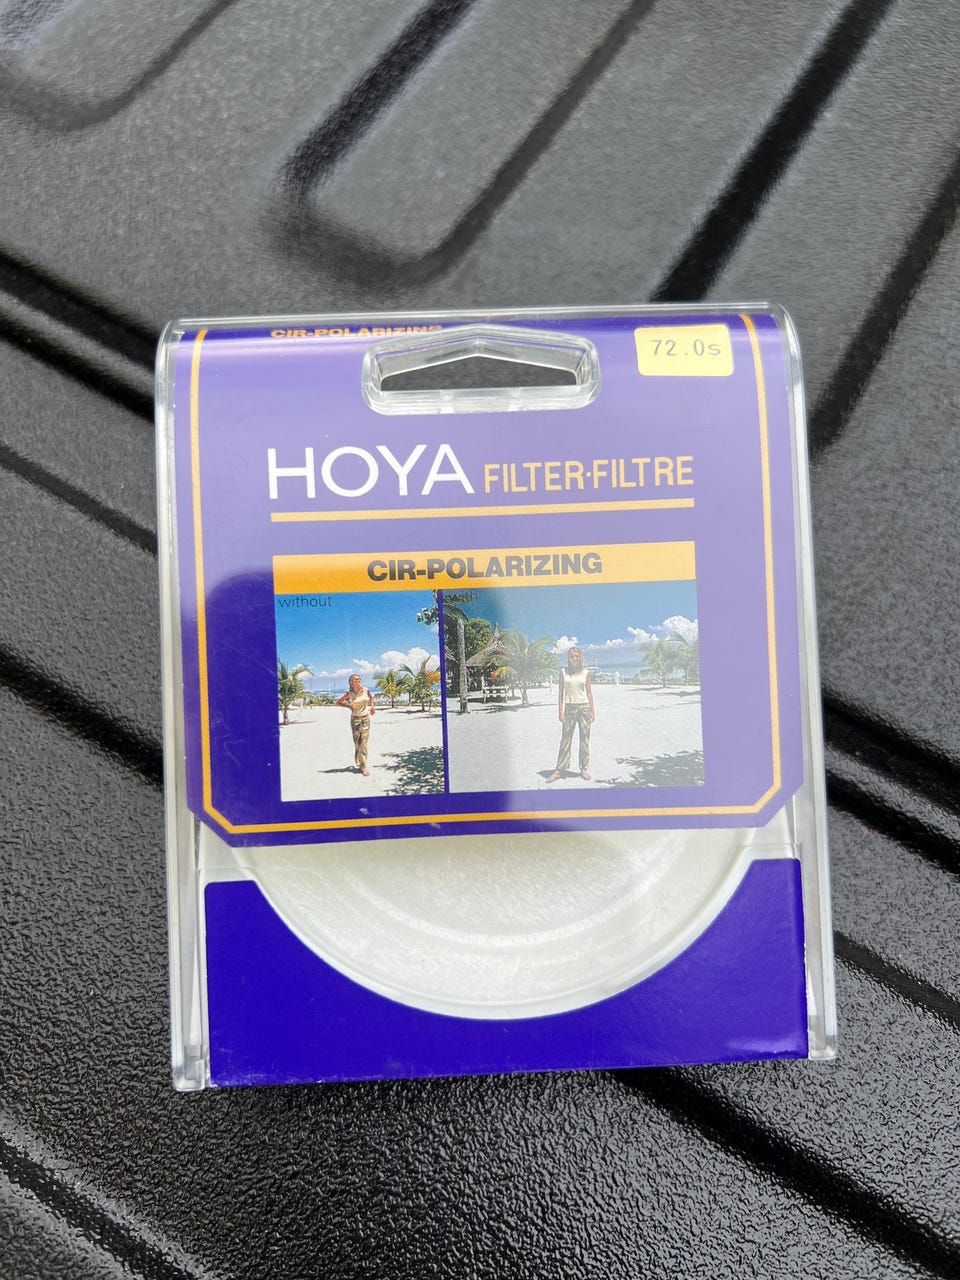 CIR-POLARIZING
72.0s
HOYA FILTER·FILTRE
CIR-POLARIZING
without with